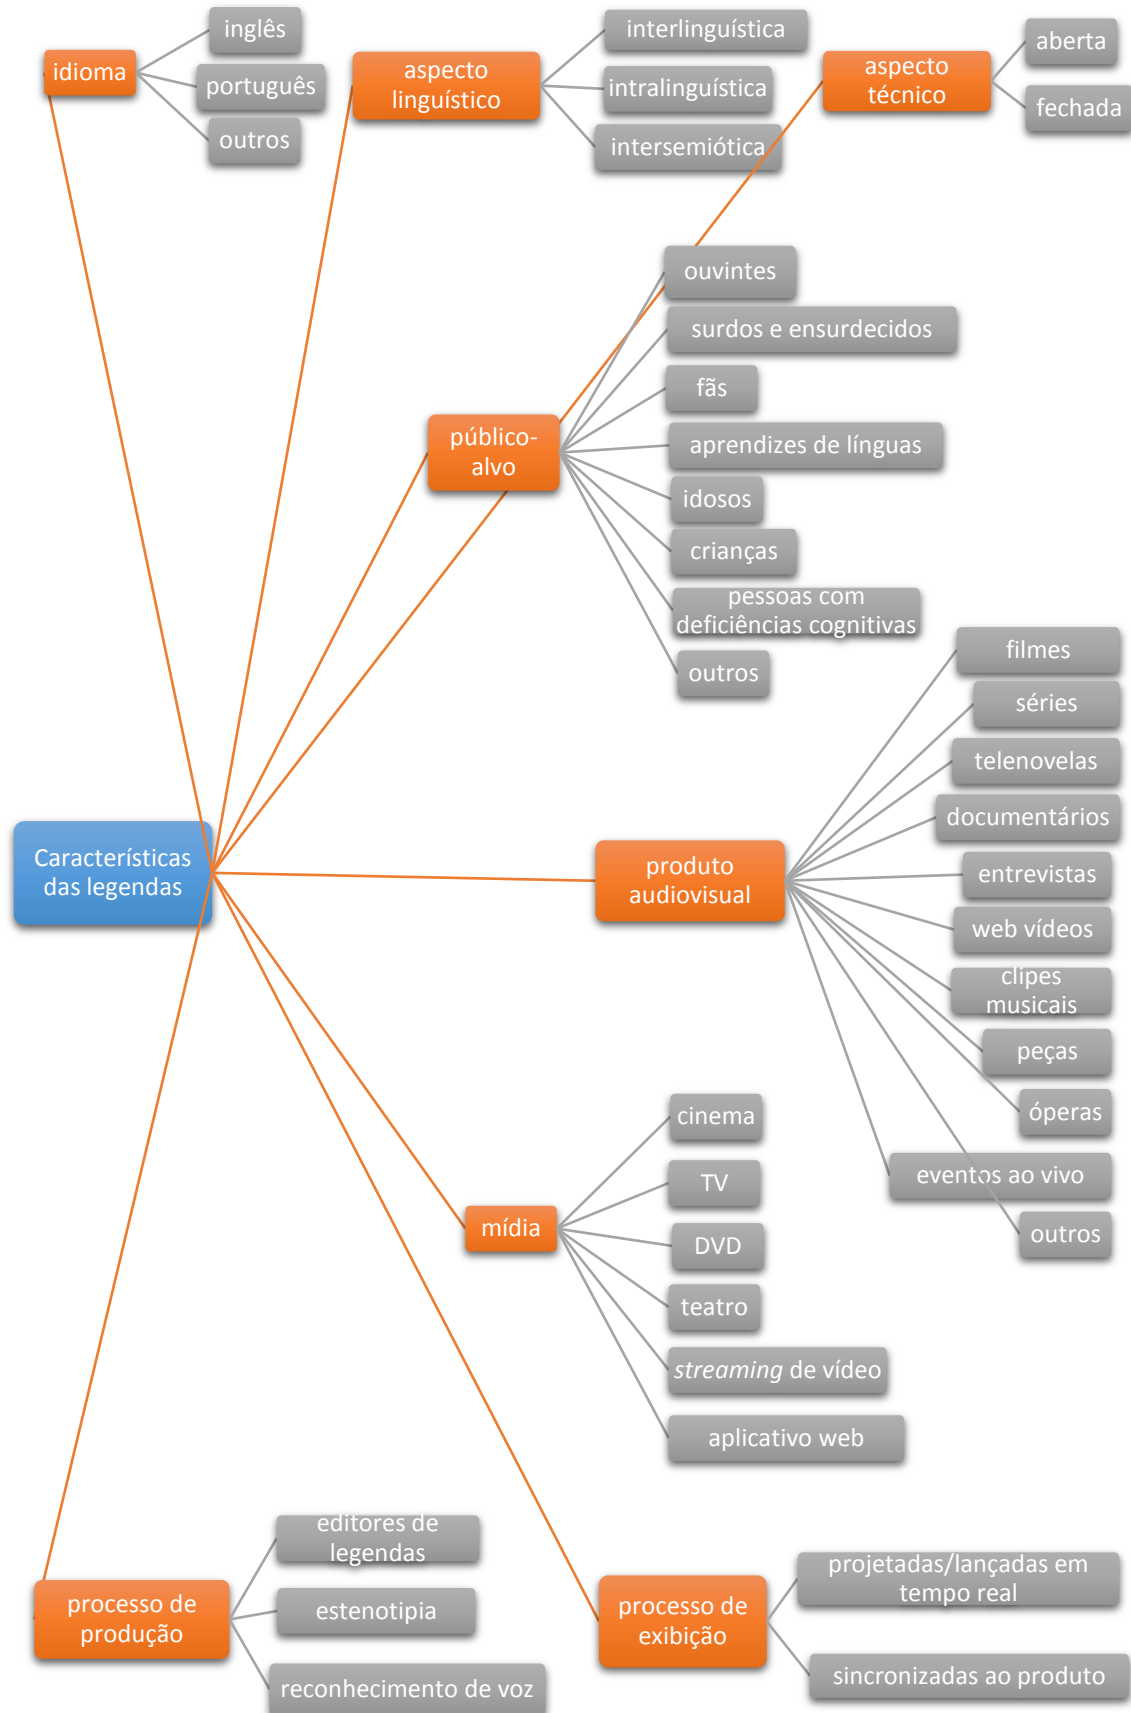 idioma
inglês
português
outros
aspecto
linguístico
interlinguística
intralinguística
intersemiótica
aspecto
técnico
aberta
fechada
público-
alvo
ouvintes
surdos e ensurdecidos
fãs
aprendizes de línguas
idosos
crianças
pessoas com
deficiências cognitivas
outros
Características
das legendas
produto
audiovisual
filmes
séries
telenovelas
documentários
entrevistas
web vídeos
clipes
musicais
peças
óperas
eventos ao vivo
outros
mídia
cinema
TV
DVD
teatro
streaming de vídeo
aplicativo web
processo de
produção
editores de
legendas
estenotipia
reconhecimento de voz
processo de
exibição
projetadas/lançadas em
tempo real
sincronizadas ao produto